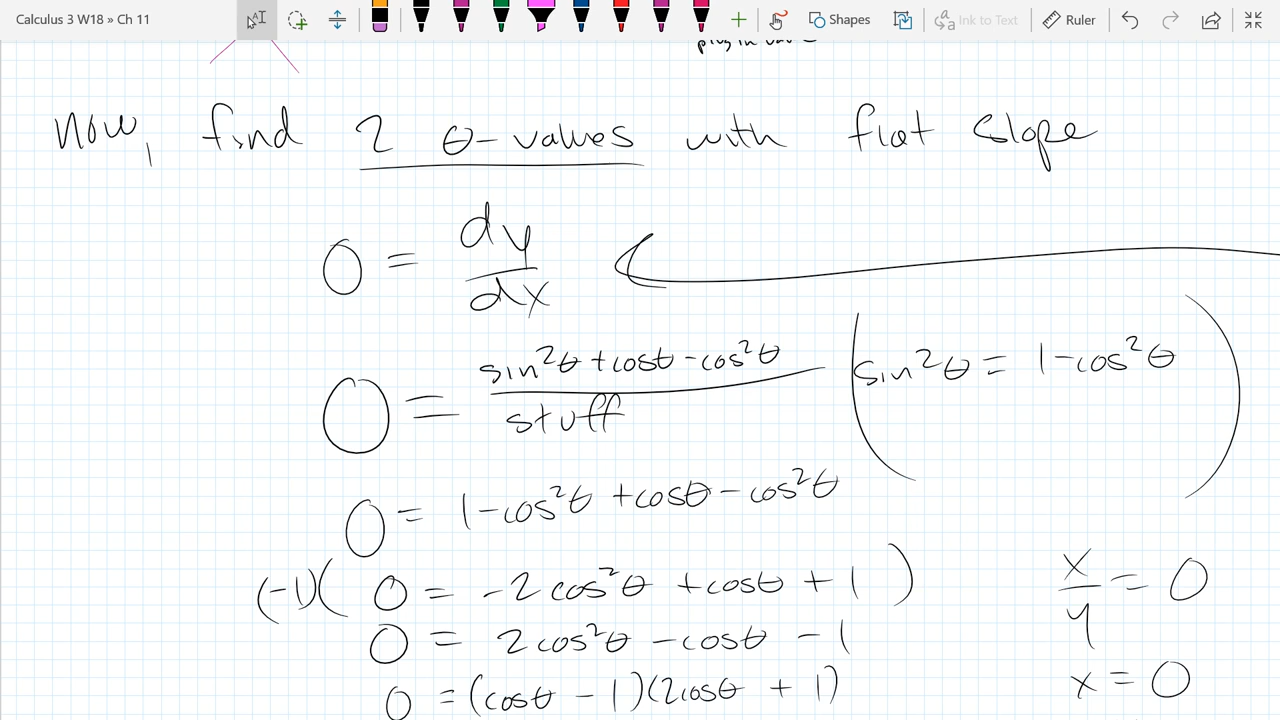 Calculus 3 W18 » Ch 11
Shapes
Ink to Text
Ruler
Now, find 2 θ-values with flat slope
0 = dy/dx
0 = sin²θ + cosθ - cos²θ / stuff
(sin²θ = 1 - cos²θ)
0 = 1 - cos²θ + cosθ - cos²θ
(-1)( 0 = -2cos²θ + cosθ + 1 )
x/y = 0
0 = 2cos²θ - cosθ - 1
0 = (cosθ - 1)(2cosθ + 1)
x = 0